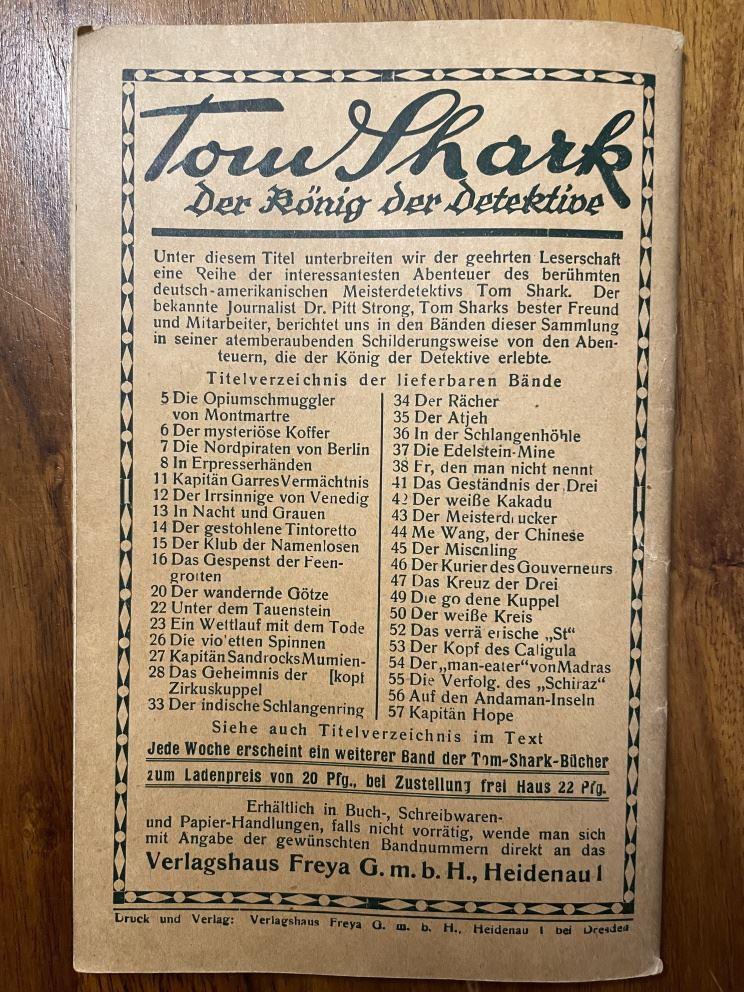 Tom Shark
Der König der Detektive
Unter diesem Titel unterbreiten wir der geehrten Leserschaft
eine Reihe der interessantesten Abenteuer des berühmten
deutsch-amerikanischen Meisterdetektivs Tom Shark. Der
bekannte Journalist Dr. Pitt Strong, Tom Sharks bester Freund
und Mitarbeiter, berichtet uns in den Bänden dieser Sammlung
in seiner atemberaubenden Schilderungsweise von den Aben-
teuern, die der König der Detektive erlebte.
Titelverzeichnis der lieferbaren Bände
5 Die Opiumschmuggler
von Montmartre
6 Der mysteriöse Koffer
7 Die Nordpiraten von Berlin
8 In Erpresserhänden
11 Kapitän Garres Vermächtnis
12 Der Irrsinnige von Venedig
13 In Nacht und Grauen
14 Der gestohlene Tintoretto
15 Der Klub der Namenlosen
16 Das Gespenst der Feen-
grotten
20 Der wandernde Götze
22 Unter dem Tauenstein
23 Ein Wettlauf mit dem Tode
26 Die violetten Spinnen
27 Kapitän Sandrocks Mumien-
28 Das Geheimnis der [kopf
Zirkuskuppel
33 Der indische Schlangenring
34 Der Rächer
35 Der Atjeh
36 In der Schlangenhöhle
37 Die Edelstein-Mine
38 Er, den man nicht nennt
41 Das Geständnis der Drei
42 Der weiße Kakadu
43 Der Meisterdrucker
44 Me Wang, der Chinese
45 Der Mischling
46 Der Kurier des Gouverneurs
47 Das Kreuz der Drei
49 Die goldene Kuppel
50 Der weiße Kreis
52 Das verräterische „St"
53 Der Kopf des Caligula
54 Der „man-eater" von Madras
55 Die Verfolg. des „Schiraz"
56 Auf den Andaman-Inseln
57 Kapitän Hope
Siehe auch Titelverzeichnis im Text
Jede Woche erscheint ein weiterer Band der Tom-Shark-Bücher
zum Ladenpreis von 20 Pfg., bei Zustellung frei Haus 22 Pfg.
Erhältlich in Buch-, Schreibwaren-
und Papier-Handlungen, falls nicht vorrätig, wende man sich
mit Angabe der gewünschten Bandnummern direkt an das
Verlagshaus Freya G. m. b. H., Heidenau I
Druck und Verlag: Verlagshaus Freya G. m. b. H., Heidenau I bei Dresden